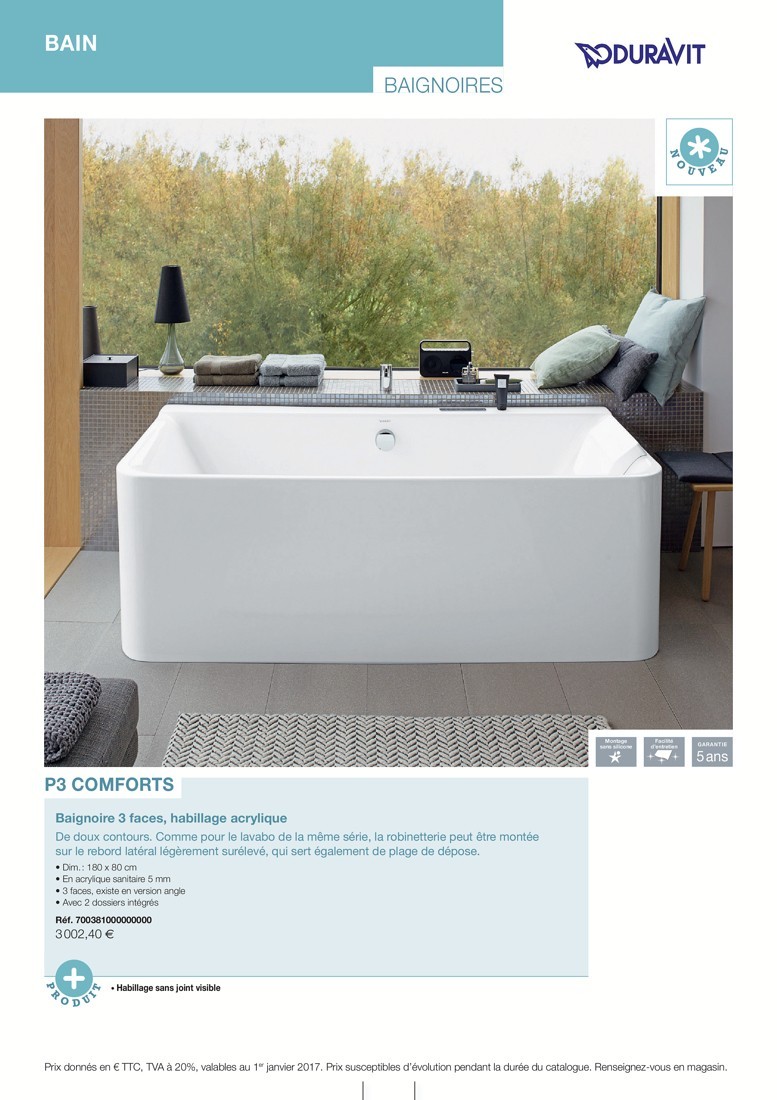 BAIN
DURAVIT
BAIGNOIRES
NOUVEAU
Montage
sans silicone
Facilité
d'entretien
GARANTIE
5 ans
P3 COMFORTS
Baignoire 3 faces, habillage acrylique
De doux contours. Comme pour le lavabo de la même série, la robinetterie peut être montée
sur le rebord latéral légèrement surélevé, qui sert également de plage de dépose.
• Dim. : 180 x 80 cm
• En acrylique sanitaire 5 mm
• 3 faces, existe en version angle
• Avec 2 dossiers intégrés
Réf. 700381000000000
3 002,40 €
PRODUIT
• Habillage sans joint visible
Prix donnés en € TTC, TVA à 20%, valables au 1er janvier 2017. Prix susceptibles d'évolution pendant la durée du catalogue. Renseignez-vous en magasin.